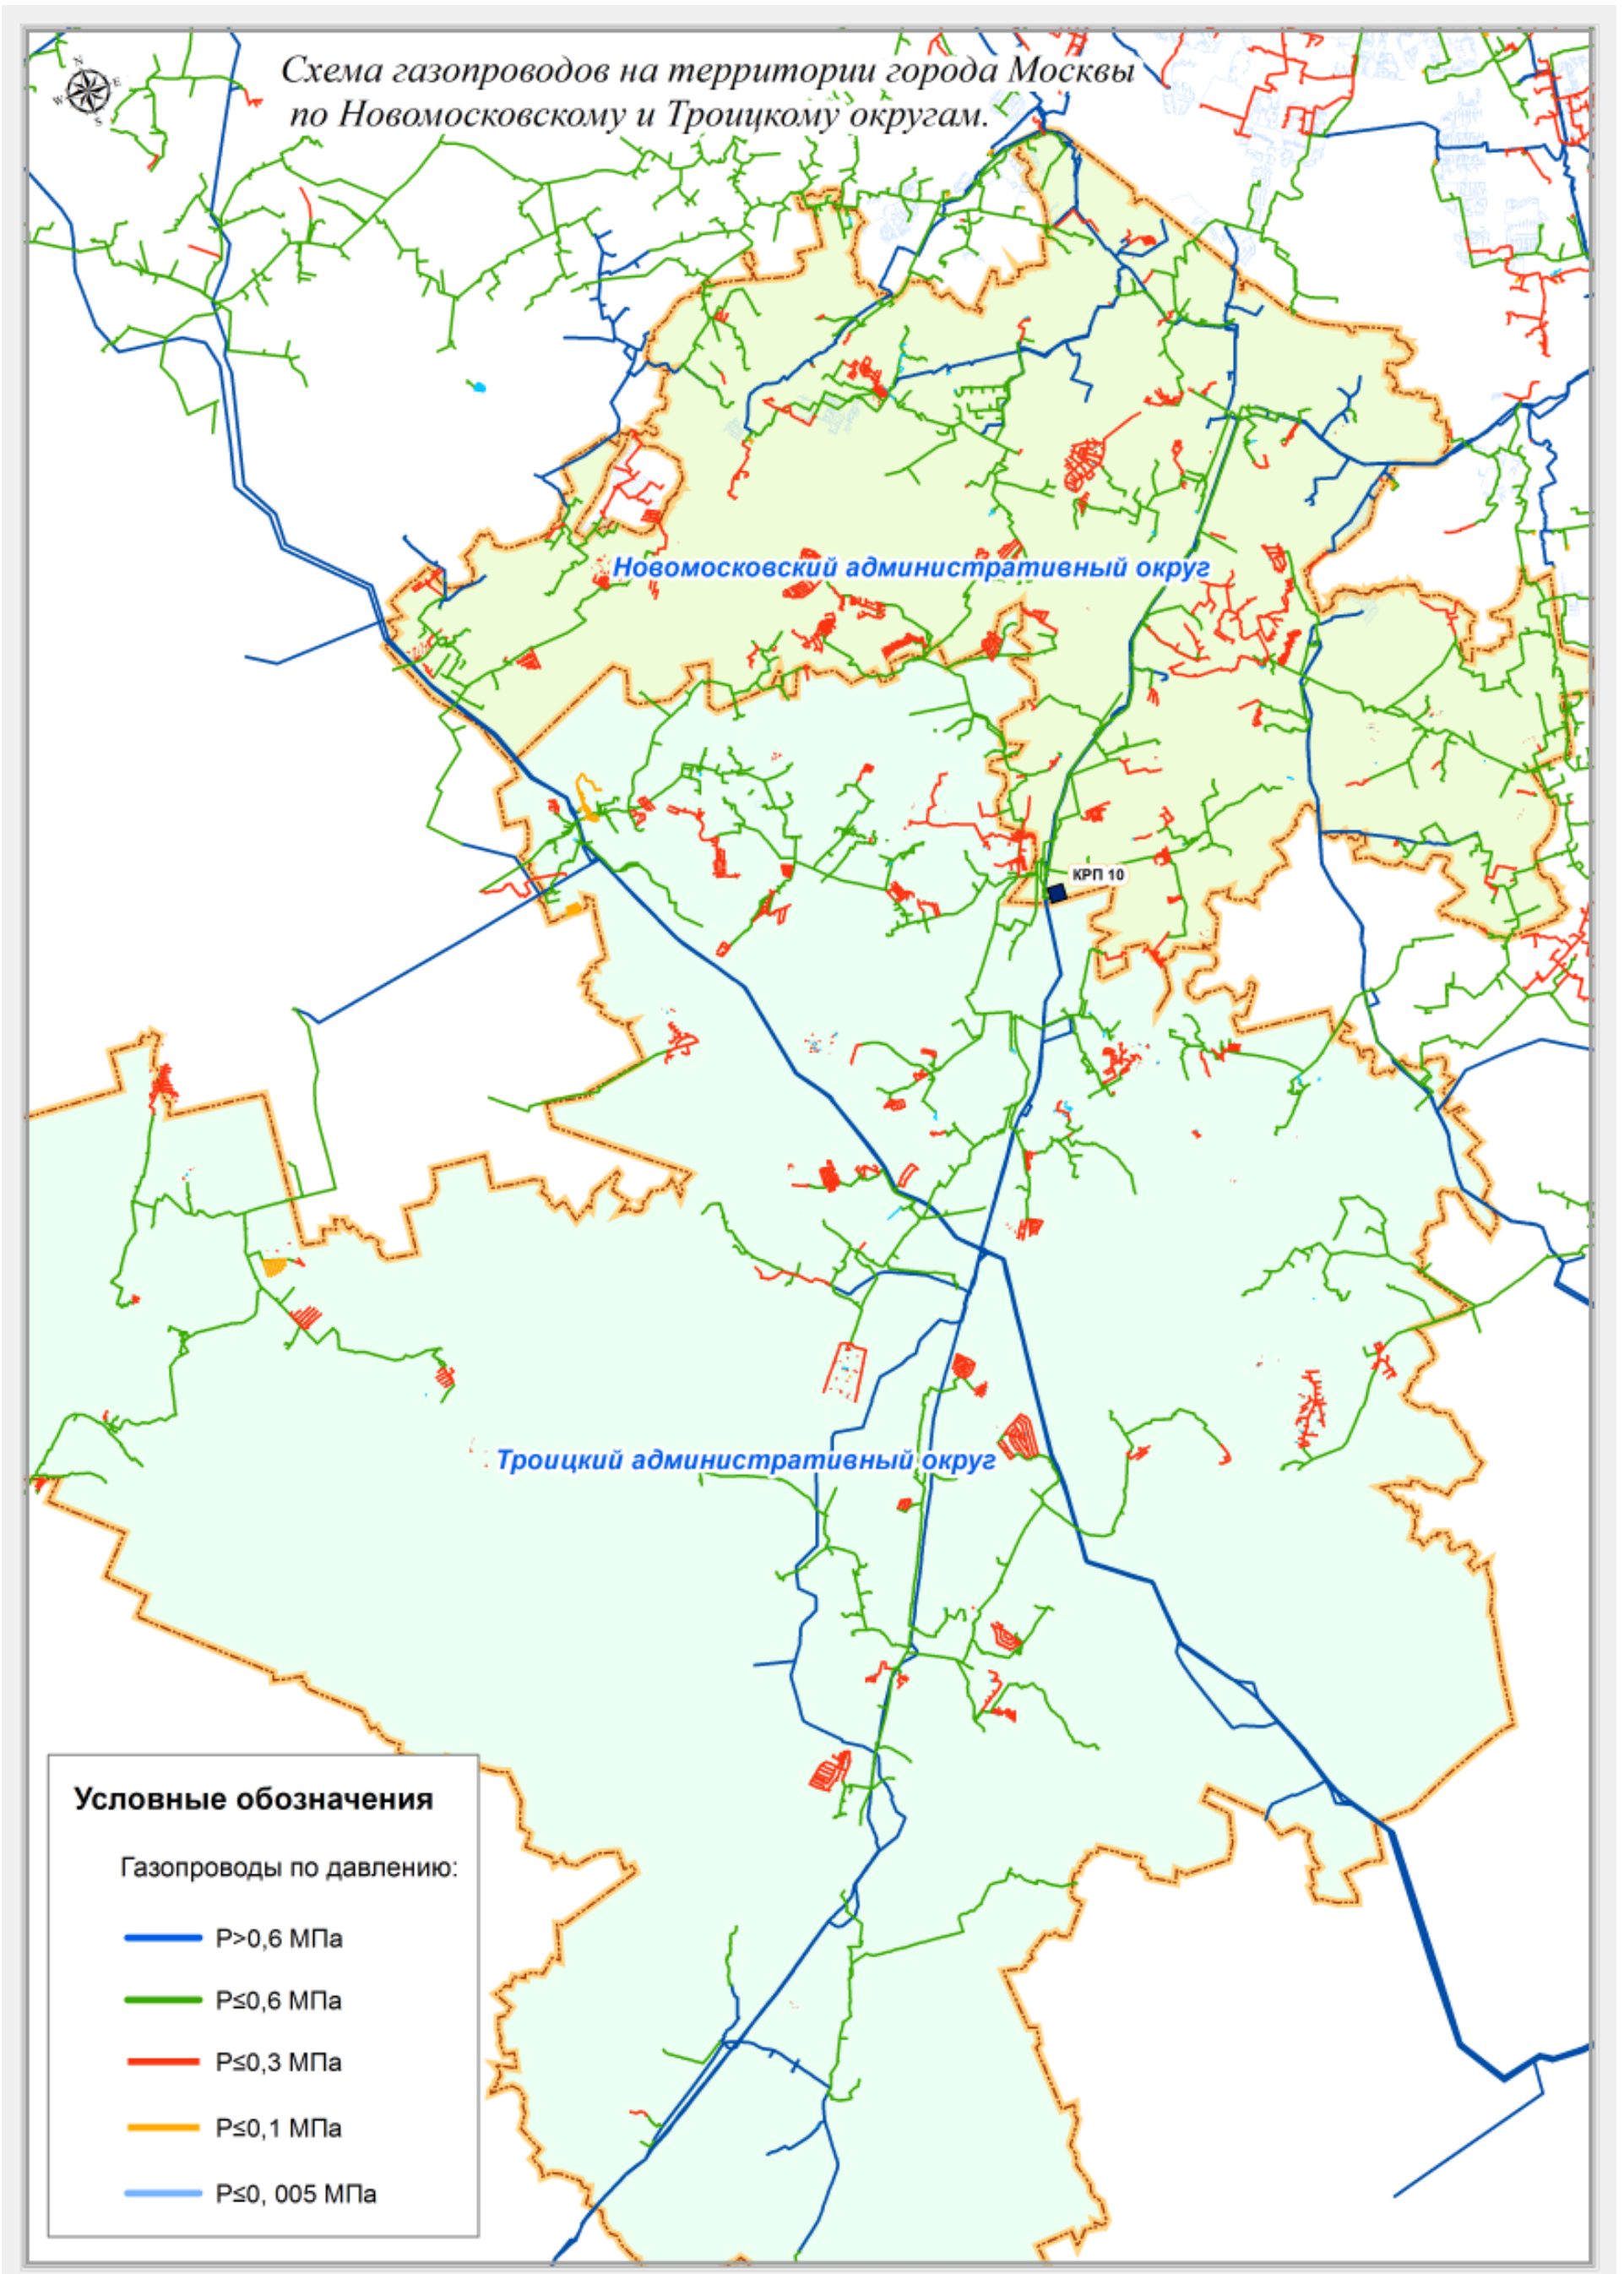 Схема газопроводов на территории города Москвы
по Новомосковскому и Троицкому округам.
N
W
E
S
Новомосковский административный округ
КРП 10
Троицкий административный округ
Условные обозначения
Газопроводы по давлению:
P>0,6 МПа
P≤0,6 МПа
P≤0,3 МПа
P≤0,1 МПа
P≤0, 005 МПа